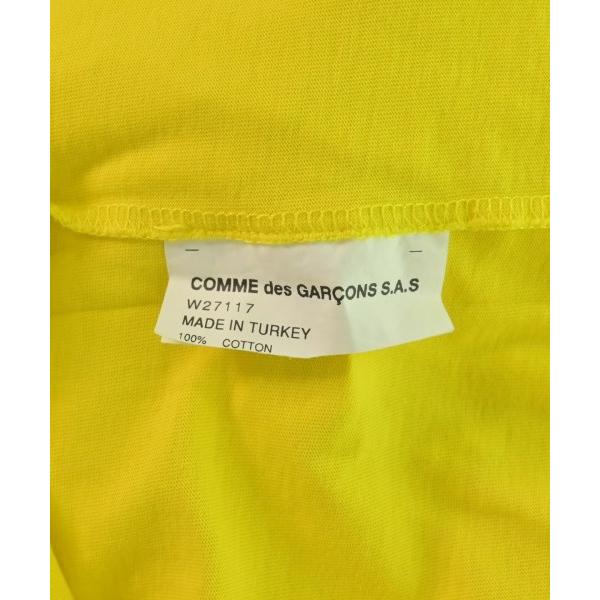 COMME des GARÇONS S.A.S
W27117
MADE IN TURKEY
100% COTTON